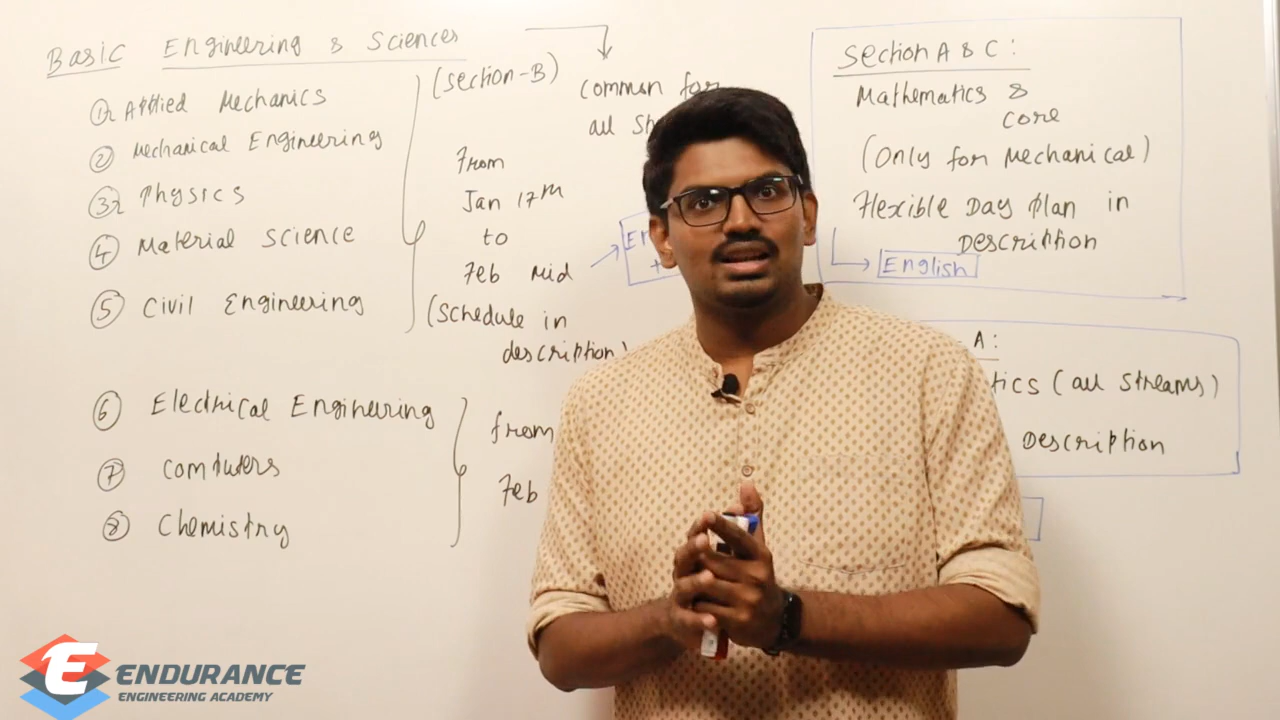 Basic Engineering & Sciences
1) Applied Mechanics
2 Mechanical Engineering
3) Physics
4 Material Science
5 Civil Engineering
6 Electrical Engineering
7 Computers
8 Chemistry
(Section-B)
From
Jan 17th
to
Feb Mid
(Schedule in
description)
from
Feb
common for
all
+
Section A & C:
Mathematics &
core
(Only for Mechanical)
Flexible Day Plan in
Description
English
A:
(all streams)
Description
E ENDURANCE
ENGINEERING ACADEMY